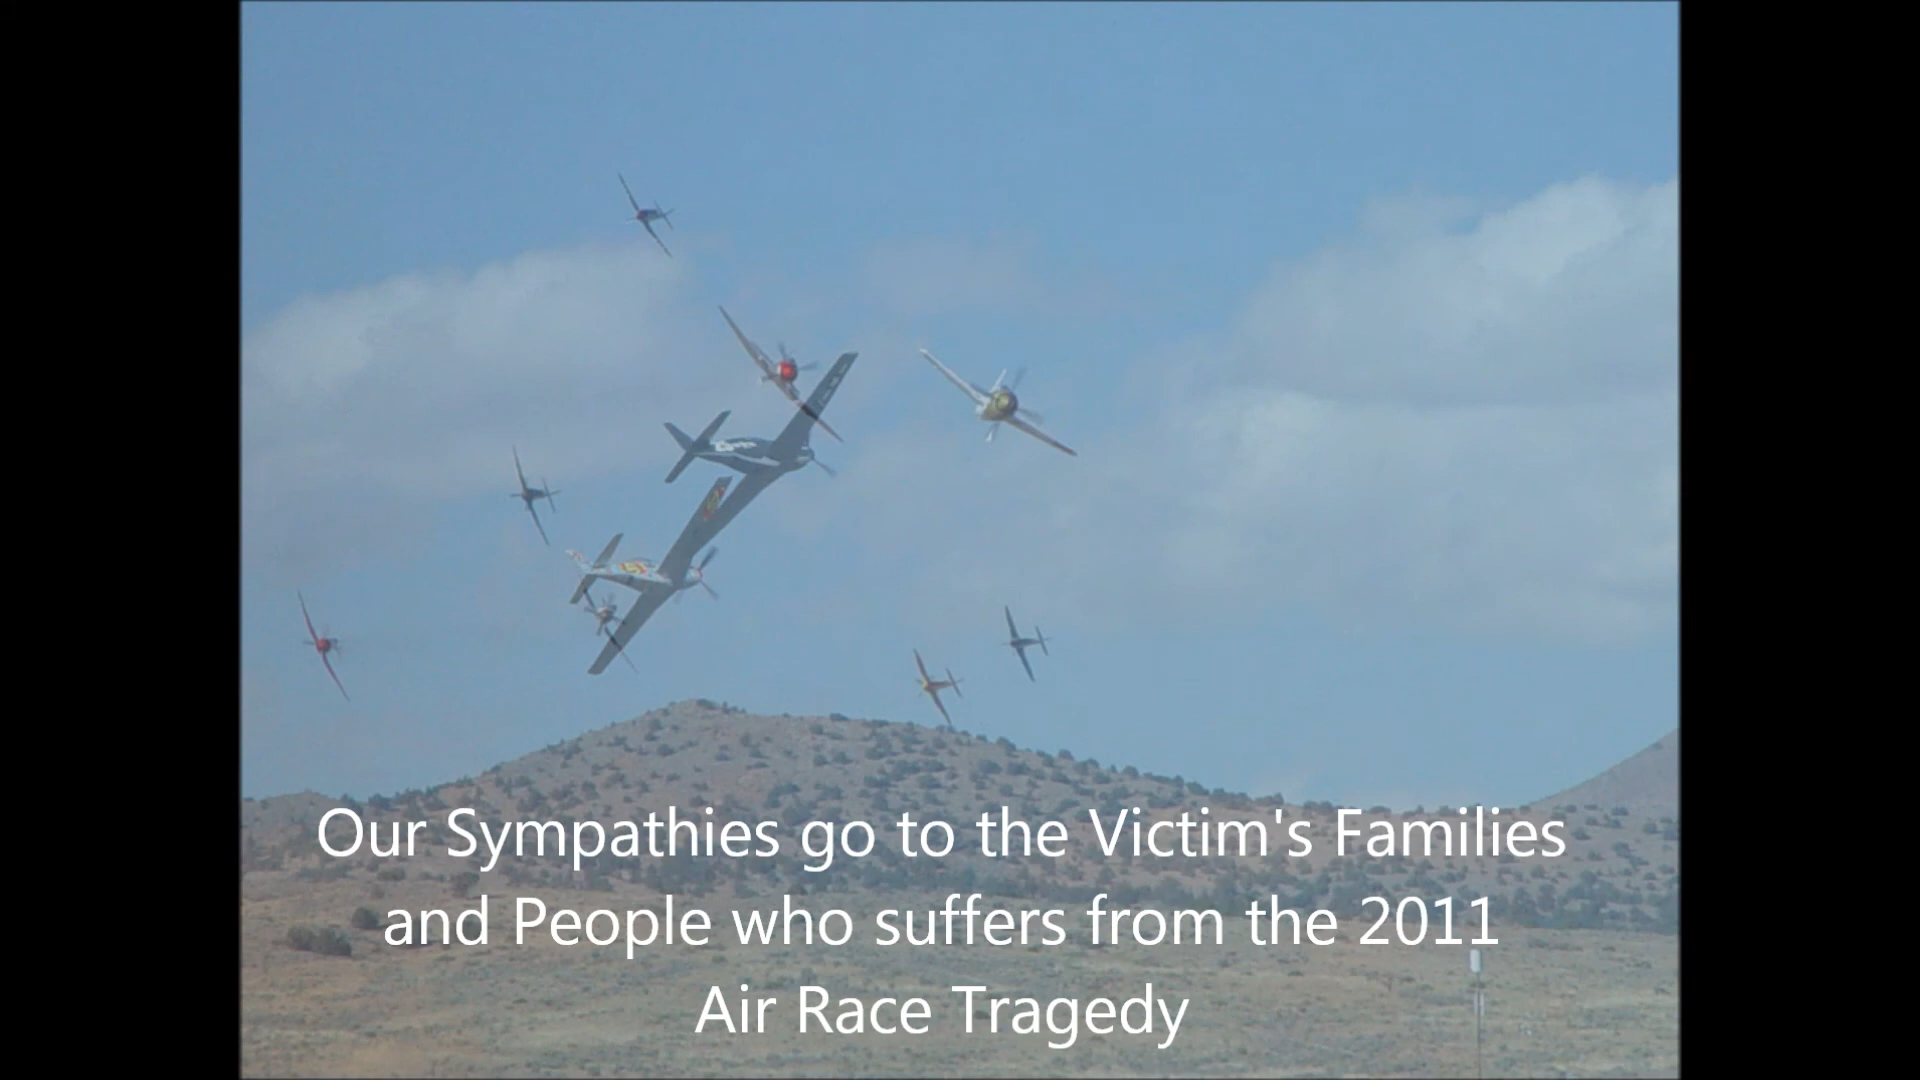 Our Sympathies go to the Victim's Families
and People who suffers from the 2011
Air Race Tragedy